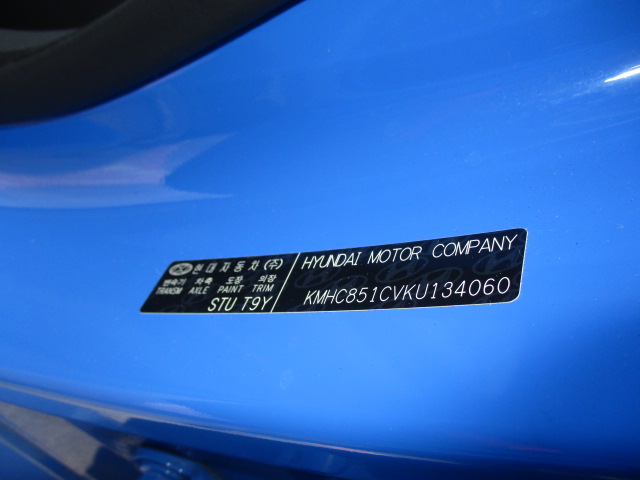 현대자동차(주)
변속기 차축 도장 의장
TRANSM AXLE PAINT TRIM
STU T9Y
HYUNDAI MOTOR COMPANY
KMHC851CVKU134060